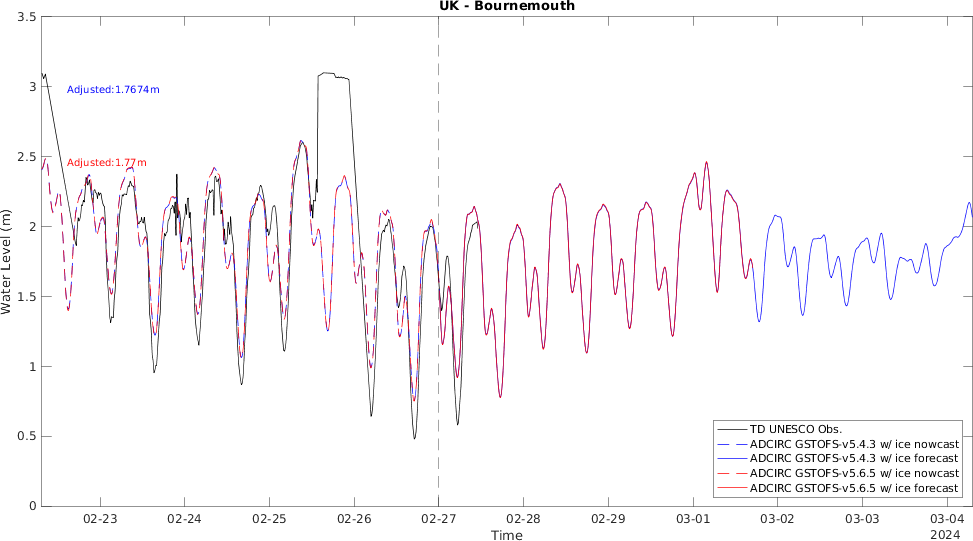 UK - Bournemouth
3.5
3
2.5
2
1.5
1
0.5
0
Water Level (m)
Adjusted:1.7674m
Adjusted:1.77m
TD UNESCO Obs.
ADCIRC GSTOFS-v5.4.3 w/ ice nowcast
ADCIRC GSTOFS-v5.4.3 w/ ice forecast
ADCIRC GSTOFS-v5.6.5 w/ ice nowcast
ADCIRC GSTOFS-v5.6.5 w/ ice forecast
02-23 02-24 02-25 02-26 02-27 02-28 02-29 03-01 03-02 03-03 03-04
2024
Time